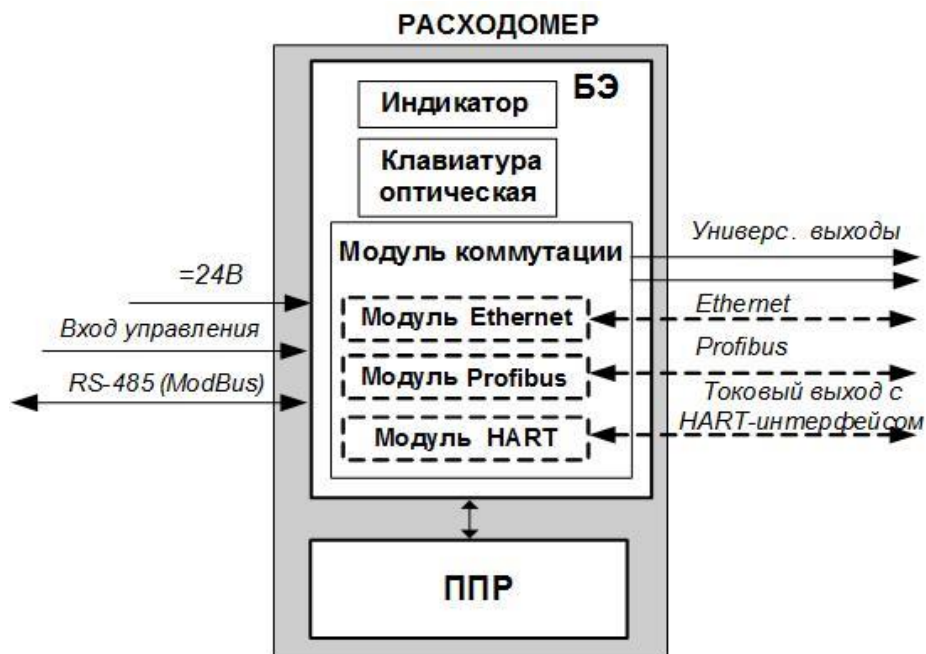 РАСХОДОМЕР
БЭ
Индикатор
Клавиатура
оптическая
Модуль коммутации
Универс. выходы
=24В
Модуль Ethernet
Ethernet
Вход управления
Модуль Profibus
Profibus
RS-485 (ModBus)
Модуль HART
Токовый выход с
HART-интерфейсом
ППР